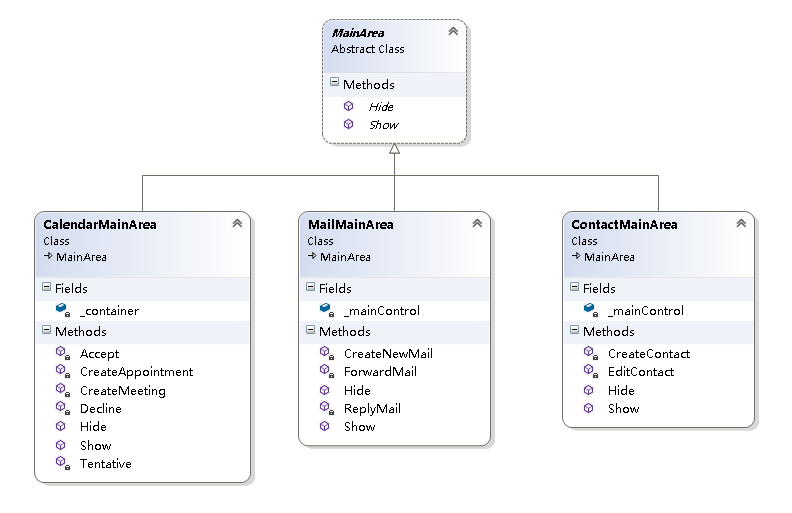 MainArea
Abstract Class
Methods
Hide
Show
CalendarMainArea
Class
MainArea
Fields
_container
Methods
Accept
CreateAppointment
CreateMeeting
Decline
Hide
Show
Tentative
MailMainArea
Class
MainArea
Fields
_mainControl
Methods
CreateNewMail
ForwardMail
Hide
ReplyMail
Show
ContactMainArea
Class
MainArea
Fields
_mainControl
Methods
CreateContact
EditContact
Hide
Show